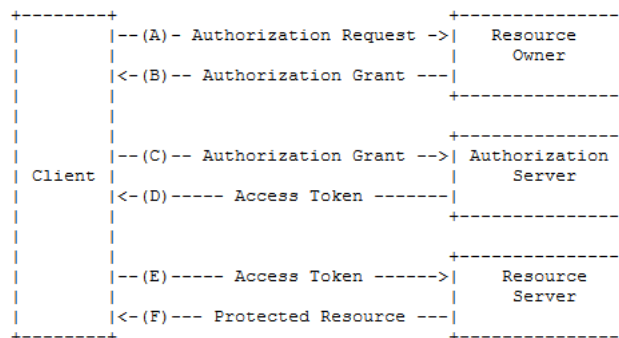 +--------+                                  +---------------
|        |--(A)- Authorization Request ->|   Resource
|        |                               |     Owner
|        |<-(B)-- Authorization Grant ---|
|        |                               +---------------
|        |
|        |                               +---------------
|        |--(C)-- Authorization Grant -->| Authorization
| Client |                               |     Server
|        |<-(D)----- Access Token -------|
|        |                               +---------------
|        |
|        |                               +---------------
|        |--(E)----- Access Token ------>|    Resource
|        |                               |     Server
|        |<-(F)--- Protected Resource ---|
+--------+                               +---------------